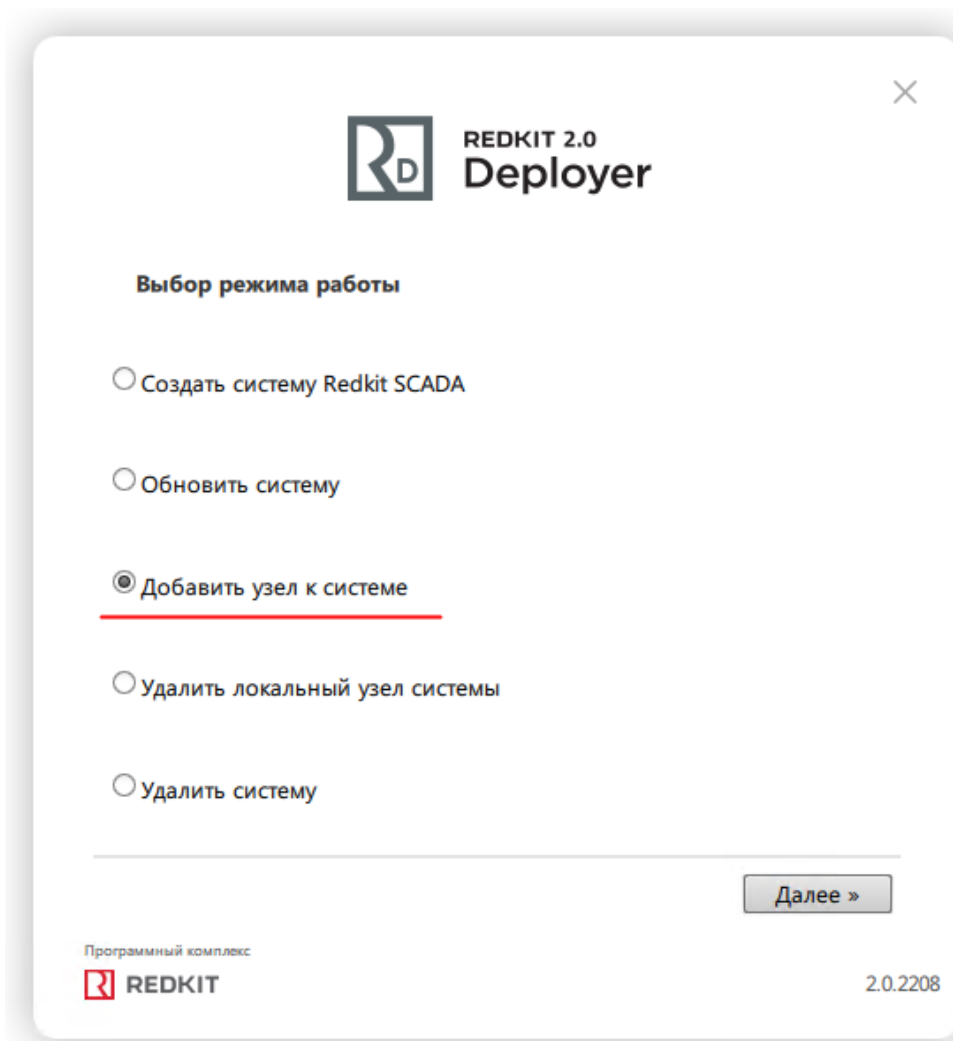 RD
REDKIT 2.0
Deployer
Выбор режима работы
Создать систему Redkit SCADA
Обновить систему
Добавить узел к системе
Удалить локальный узел системы
Удалить систему
Далее »
Программный комплекс
REDKIT
2.0.2208